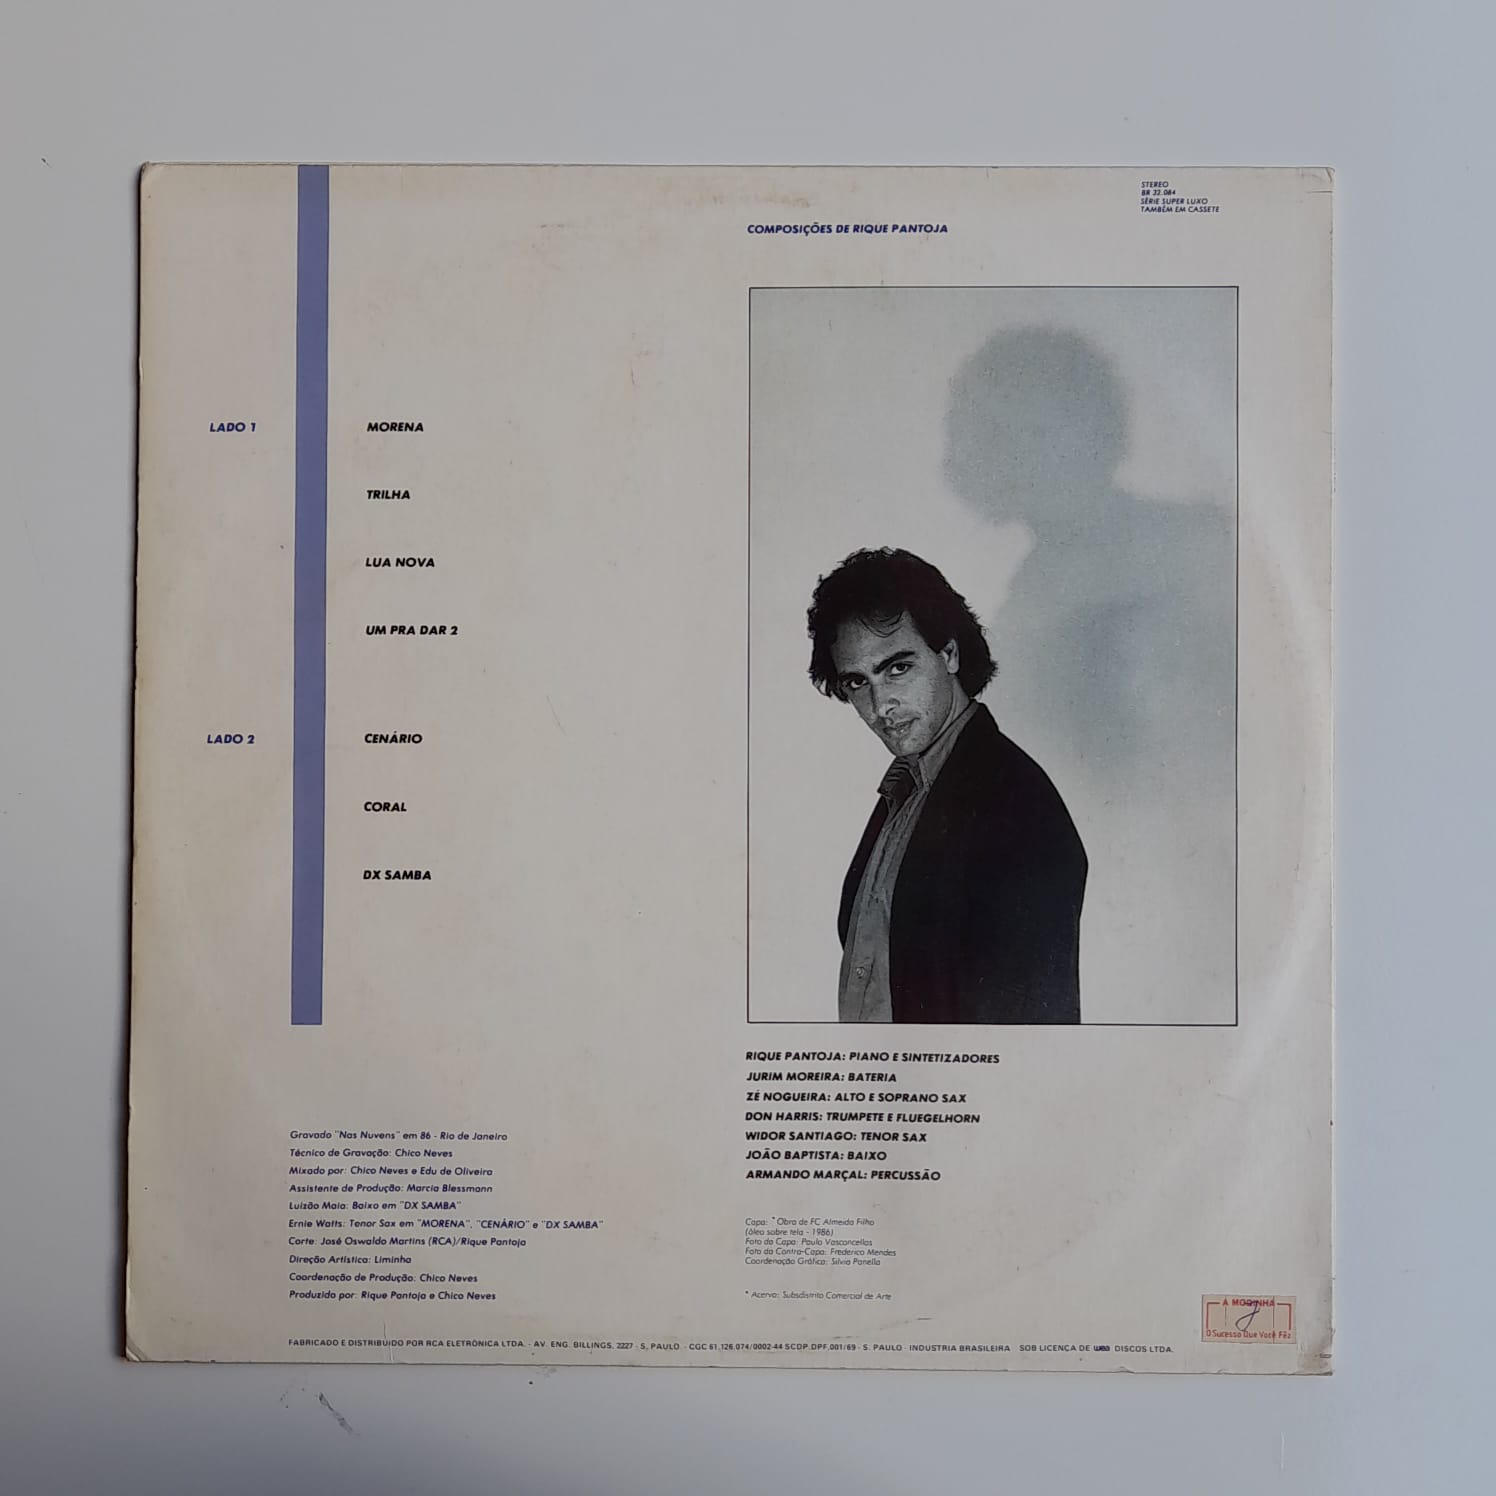 STEREO
BR 32.084
SÉRIE SUPER LUXO
TAMBÉM EM CASSETE
COMPOSIÇÕES DE RIQUE PANTOJA
LADO 1
MORENA
TRILHA
LUA NOVA
UM PRA DAR 2
LADO 2
CENÁRIO
CORAL
DX SAMBA
RIQUE PANTOJA: PIANO E SINTETIZADORES
JURIM MOREIRA: BATERIA
ZÉ NOGUEIRA: ALTO E SOPRANO SAX
DON HARRIS: TRUMPETE E FLUEGELHORN
WIDOR SANTIAGO: TENOR SAX
JOÃO BAPTISTA: BAIXO
ARMANDO MARÇAL: PERCUSSÃO
Gravado "Nas Nuvens" em 86 - Rio de Janeiro
Técnico de Gravação: Chico Neves
Mixado por: Chico Neves e Edu de Oliveira
Assistente de Produção: Marcia Blessmann
Luizão Maia: Baixo em "DX SAMBA"
Ernie Watts: Tenor Sax em "MORENA", "CENÁRIO" e "DX SAMBA"
Corte: José Oswaldo Martins (RCA)/Rique Pantoja
Direção Artística: Liminha
Coordenação de Produção: Chico Neves
Produzido por: Rique Pantoja e Chico Neves
Capa: * Obra de FC Almeida Filho
(óleo sobre tela - 1986)
Foto da Capa: Paulo Vasconcellos
Foto da Contra-Capa: Frederico Mendes
Coordenação Gráfica: Silvia Panella
* Acervo: Subsdistrito Comercial de Arte
A MODINHA
O Sucesso Que Você Fêz
FABRICADO E DISTRIBUIDO POR RCA ELETRÔNICA LTDA. - AV. ENG. BILLINGS, 2227 - S. PAULO - CGC 61.126.074/0002-44 SCDP.DPF.001/69 - S. PAULO - INDUSTRIA BRASILEIRA SOB LICENÇA DE wea DISCOS LTDA.